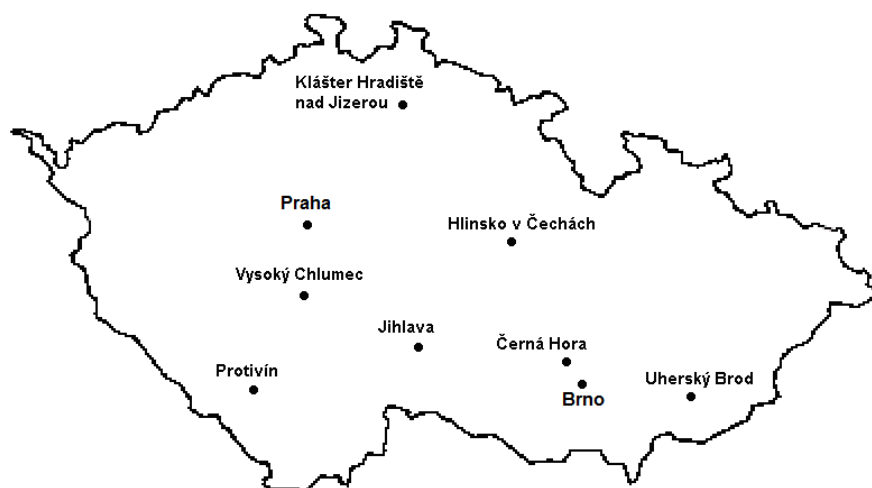 Klášter Hradiště
nad Jizerou
Praha
Hlinsko v Čechách
Vysoký Chlumec
Jihlava
Černá Hora
Protivín
Uherský Brod
Brno